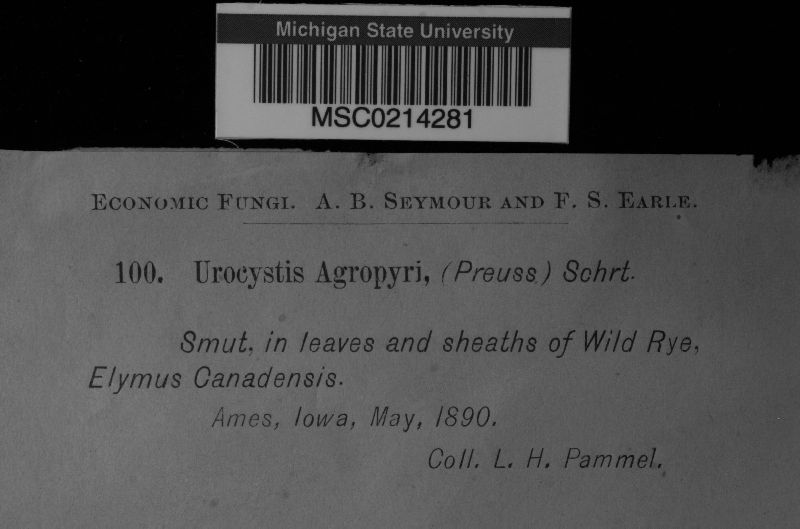 Michigan State University
MSC0214281
ECONOMIC FUNGI. A. B. SEYMOUR AND F. S. EARLE.
100. Urocystis Agropyri, (Preuss) Schrt.
Smut, in leaves and sheaths of Wild Rye,
Elymus Canadensis.
Ames, Iowa, May, 1890.
Coll. L. H. Pammel.